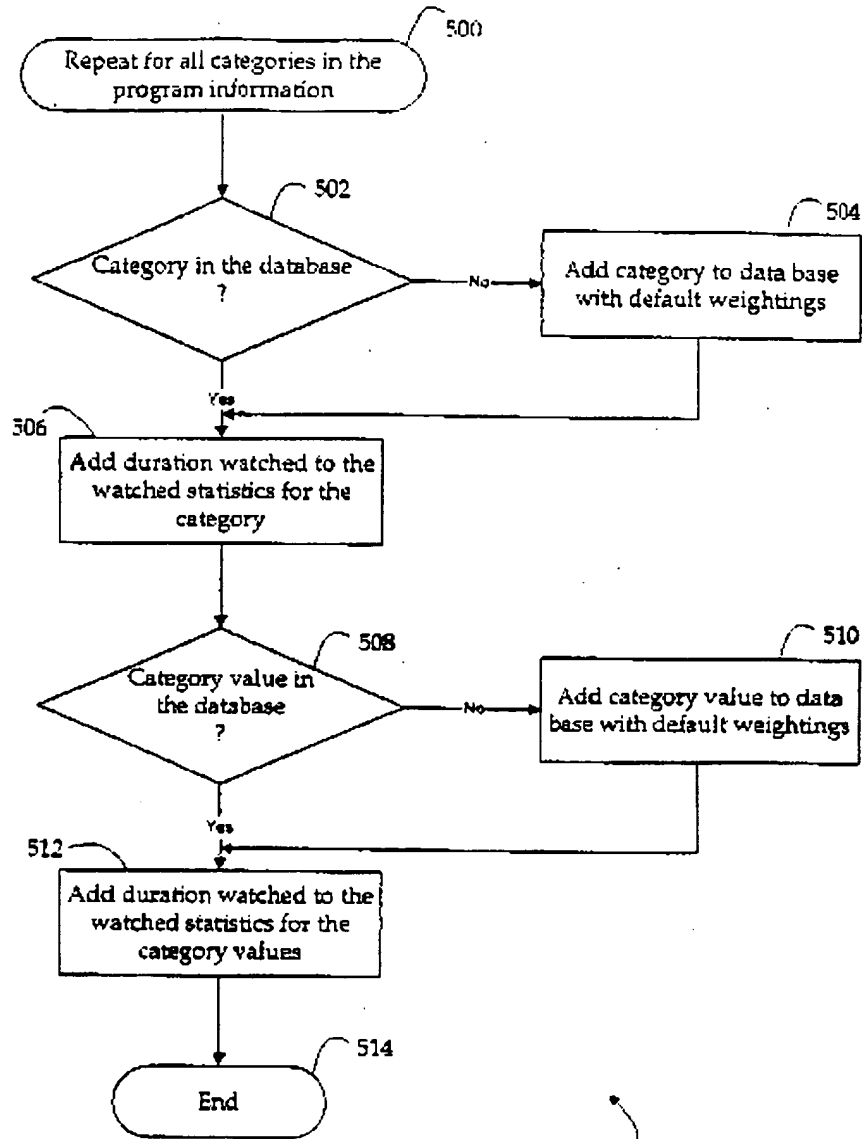 500
Repeat for all categories in the
program information
502
Category in the database
?
No
504
Add category to data base
with default weightings
Yes
506
Add duration watched to the
watched statistics for the
category
508
Category value in
the database
?
No
510
Add category value to data
base with default weightings
Yes
512
Add duration watched to the
watched statistics for the
category values
514
End